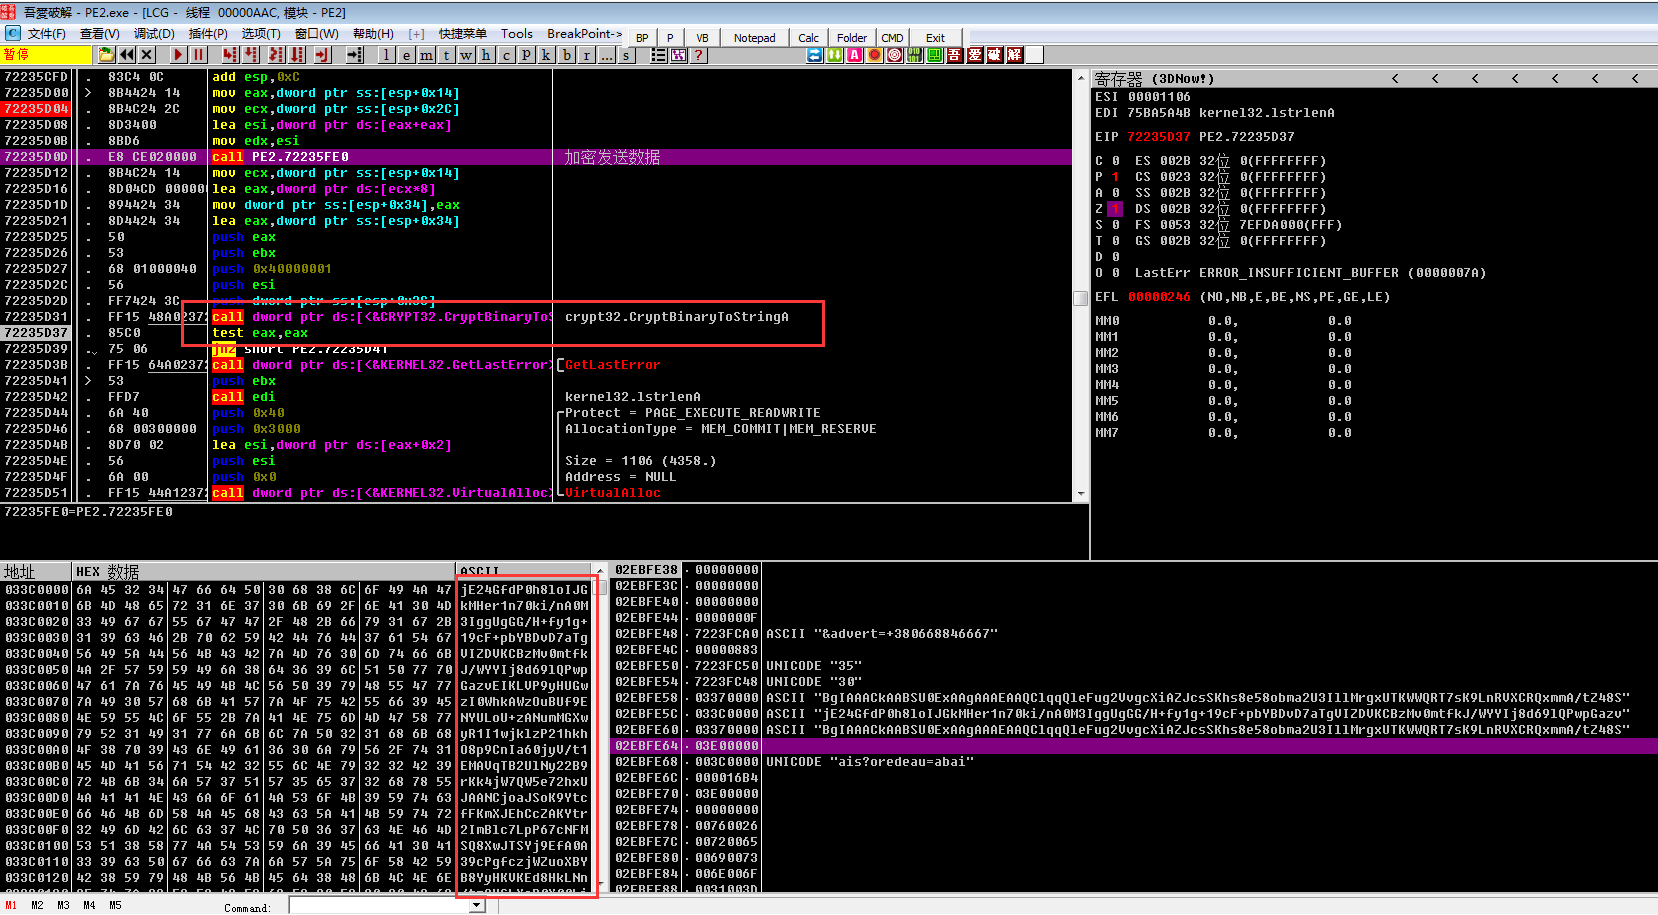 吾爱破解 - PE2.exe - [LCG - 线程 00000AAC, 模块 - PE2]
文件(F) 查看(V) 调试(D) 插件(P) 选项(T) 窗口(W) 帮助(H) [+] 快捷菜单 Tools BreakPoint-> BP P VB Notepad Calc Folder CMD Exit
暂停 l e m t w h c p k b r ... s ? 吾 爱 破 解
72235CFD . 83C4 0C add esp,0xC
72235D00 > 8B4424 14 mov eax,dword ptr ss:[esp+0x14]
72235D04 . 8B4C24 2C mov ecx,dword ptr ss:[esp+0x2C]
72235D08 . 8D3400 lea esi,dword ptr ds:[eax+eax]
72235D0B . 8BD6 mov edx,esi
72235D0D . E8 CE020000 call PE2.72235FE0 加密发送数据
72235D12 . 8B4C24 14 mov ecx,dword ptr ss:[esp+0x14]
72235D16 . 8D04CD 000000 lea eax,dword ptr ds:[ecx*8]
72235D1D . 894424 34 mov dword ptr ss:[esp+0x34],eax
72235D21 . 8D4424 34 lea eax,dword ptr ss:[esp+0x34]
72235D25 . 50 push eax
72235D26 . 53 push ebx
72235D27 . 68 01000040 push 0x40000001
72235D2C . 56 push esi
72235D2D . FF7424 3C push dword ptr ss:[esp+0x3C]
72235D31 . FF15 48A02372 call dword ptr ds:[<&CRYPT32.CryptBinaryToS crypt32.CryptBinaryToStringA
72235D37 . 85C0 test eax,eax
72235D39 . 75 06 jnz short PE2.72235D41
72235D3B . FF15 64A02372 call dword ptr ds:[<&KERNEL32.GetLastError> GetLastError
72235D41 > 53 push ebx
72235D42 . FFD7 call edi kernel32.lstrlenA
72235D44 . 6A 40 push 0x40 Protect = PAGE_EXECUTE_READWRITE
72235D46 . 68 00300000 push 0x3000 AllocationType = MEM_COMMIT|MEM_RESERVE
72235D4B . 8D70 02 lea esi,dword ptr ds:[eax+0x2]
72235D4E . 56 push esi Size = 1106 (4358.)
72235D4F . 6A 00 push 0x0 Address = NULL
72235D51 . FF15 44A12372 call dword ptr ds:[<&KERNEL32.VirtualAlloc> VirtualAlloc
72235FE0=PE2.72235FE0
寄存器 (3DNow!) < < < < < < <
ESI 00001106
EDI 75BA5A4B kernel32.lstrlenA
EIP 72235D37 PE2.72235D37
C 0 ES 002B 32位 0(FFFFFFFF)
P 1 CS 0023 32位 0(FFFFFFFF)
A 0 SS 002B 32位 0(FFFFFFFF)
Z 1 DS 002B 32位 0(FFFFFFFF)
S 0 FS 0053 32位 7EFDA000(FFF)
T 0 GS 002B 32位 0(FFFFFFFF)
D 0
O 0 LastErr ERROR_INSUFFICIENT_BUFFER (0000007A)
EFL 00000246 (NO,NB,E,BE,NS,PE,GE,LE)
MM0 0.0, 0.0
MM1 0.0, 0.0
MM2 0.0, 0.0
MM3 0.0, 0.0
MM4 0.0, 0.0
MM5 0.0, 0.0
MM6 0.0, 0.0
MM7 0.0, 0.0
地址 HEX 数据 ASCII
033C0000 6A 45 32 34 47 66 64 50 30 68 38 6C 6F 49 4A 47 jE24GfdP0h8loIJG
033C0010 6B 4D 48 65 72 31 6E 37 30 6B 69 2F 6E 41 30 4D kMHer1n70ki/nA0M
033C0020 33 49 67 67 55 67 47 47 2F 48 2B 66 79 31 67 2B 3IggUgGG/H+fy1g+
033C0030 31 39 63 46 2B 70 62 59 42 44 76 44 37 61 54 67 19cF+pbYBDvD7aTg
033C0040 56 49 5A 44 56 4B 43 42 7A 4D 76 30 6D 74 66 6B VIZDVKCBzMv0mtfk
033C0050 4A 2F 57 59 59 49 6A 38 64 36 39 6C 51 50 77 70 J/WYYIj8d69lQPwp
033C0060 47 61 7A 76 45 49 4B 4C 56 50 39 79 48 55 47 77 GazvEIKLVP9yHUGw
033C0070 7A 49 30 57 68 6B 41 57 7A 4F 75 42 55 66 39 45 zI0WhkAWzOuBUf9E
033C0080 4E 59 55 4C 6F 55 2B 7A 41 4E 75 6D 4D 47 58 77 NYULoU+zANumMGXw
033C0090 79 52 31 49 31 77 6A 6B 6C 7A 50 32 31 68 6B 68 yR1I1wjklzP21hkh
033C00A0 4F 38 70 39 43 6E 49 61 36 30 6A 79 56 2F 74 31 O8p9CnIa60jyV/t1
033C00B0 45 4D 41 56 71 54 42 32 55 6C 4E 79 32 32 42 39 EMAVqTB2UlNy22B9
033C00C0 72 4B 6B 34 6A 57 37 51 57 35 65 37 32 68 78 55 rKk4jW7QW5e72hxU
033C00D0 4A 41 41 4E 43 6A 6F 61 4A 53 6F 4B 39 59 74 63 JAANCjoaJSoK9Ytc
033C00E0 66 46 4B 6D 58 4A 45 68 43 63 5A 41 4B 59 74 72 fFKmXJEhCcZAKYtr
033C00F0 32 49 6D 42 6C 63 37 4C 70 50 36 37 63 4E 46 4D 2ImBlc7LpP67cNFM
033C0100 53 51 38 58 77 4A 54 53 59 6A 39 45 66 41 30 41 SQ8XwJTSYj9EfA0A
033C0110 33 39 63 50 67 66 63 7A 6A 57 5A 75 6F 58 42 59 39cPgfczjWZuoXBY
033C0120 42 38 59 79 48 4B 56 4B 45 64 38 48 6B 4C 4E 6E B8YyHKVKEd8HkLNn
02EBFE38 . 00000000
02EBFE3C . 00000000
02EBFE40 . 00000000
02EBFE44 . 0000000F
02EBFE48 . 7223FCA0 ASCII "&advert=+380668846667"
02EBFE4C . 00000883
02EBFE50 . 7223FC50 UNICODE "35"
02EBFE54 . 7223FC48 UNICODE "30"
02EBFE58 . 03370000 ASCII "BgIAAACkAABSU0ExAAgAAAEAAQClqqQleFug2VvgcXiAZJcsSKhs8e58obma2U3IllMrgxUTKWWQRT7sK9LnRVXCRQxmmA/tZ48S"
02EBFE5C . 033C0000 ASCII "jE24GfdP0h8loIJGkMHer1n70ki/nA0M3IggUgGG/H+fy1g+19cF+pbYBDvD7aTgVIZDVKCBzMv0mtfkJ/WYYIj8d69lQPwpGazv"
02EBFE60 . 03370000 ASCII "BgIAAACkAABSU0ExAAgAAAEAAQClqqQleFug2VvgcXiAZJcsSKhs8e58obma2U3IllMrgxUTKWWQRT7sK9LnRVXCRQxmmA/tZ48S"
02EBFE64 . 03E00000
02EBFE68 . 003C0000 UNICODE "ais?oredeau=abai"
02EBFE6C . 000016B4
02EBFE70 . 03E00000
02EBFE74 . 00000000
02EBFE78 . 00760026
02EBFE7C . 00720065
02EBFE80 . 00690073
02EBFE84 . 006E006F
02EBFE88 . 0031003D
M1 M2 M3 M4 M5 Command: